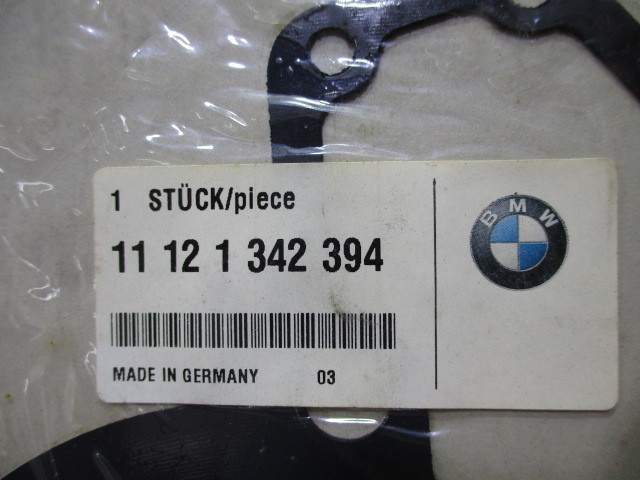 1 STÜCK/piece
11 12 1 342 394
BMW
MADE IN GERMANY 03